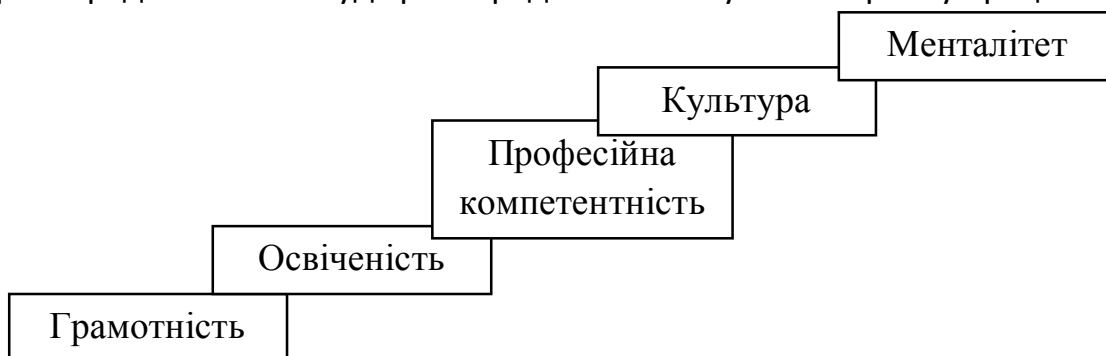 Менталітет
Культура
Професійна
компетентність
Освіченість
Грамотність